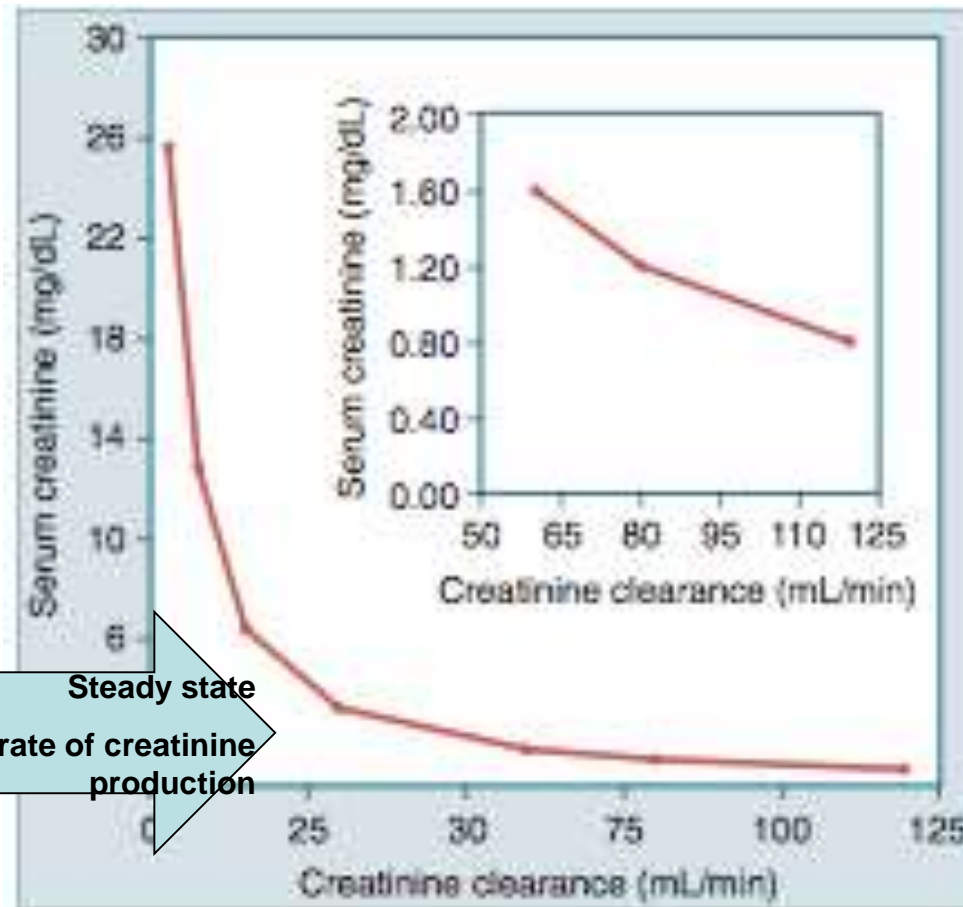 30
26
22
18
14
10
6
Serum creatinine (mg/dL)
2.00
1.60
1.20
0.80
0.40
0.00
Serum creatinine (mg/dL)
50 65 80 95 110 125
Creatinine clearance (mL/min)
Steady state
rate of creatinine
production
0 25 30 75 100 125
Creatinine clearance (mL/min)